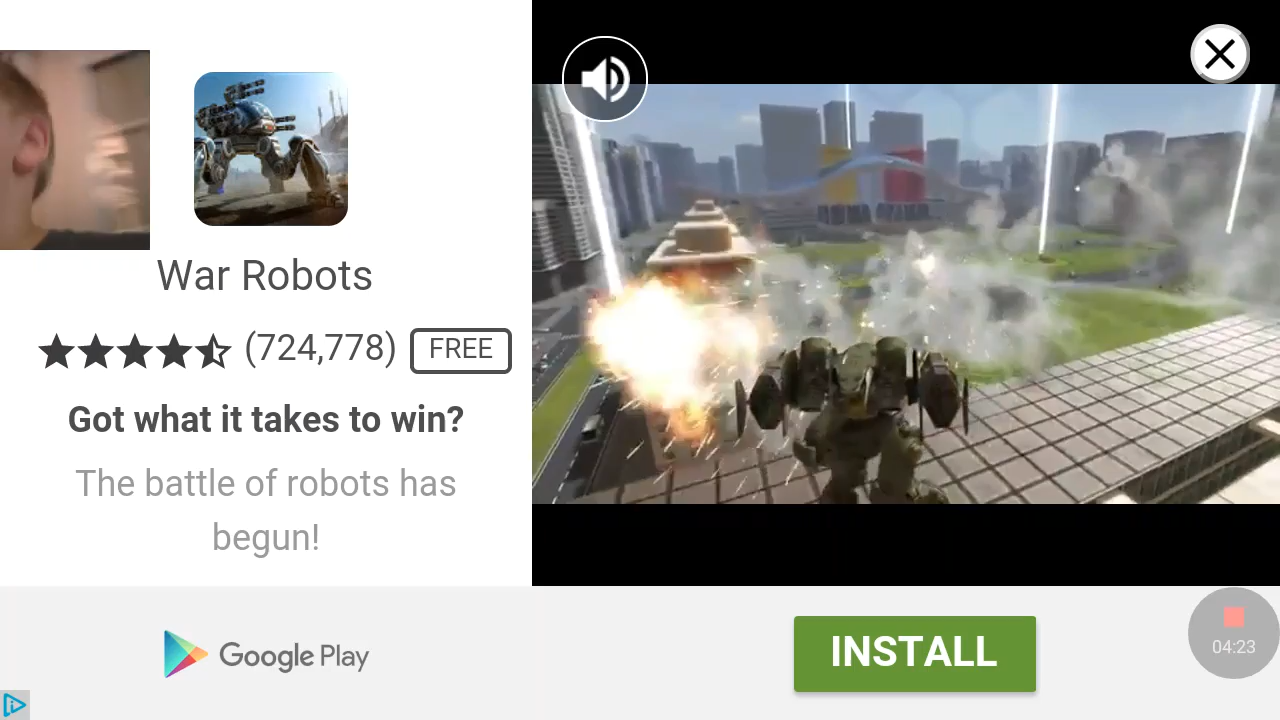 War Robots
(724,778) FREE
Got what it takes to win?
The battle of robots has
begun!
Google Play
INSTALL
04:23